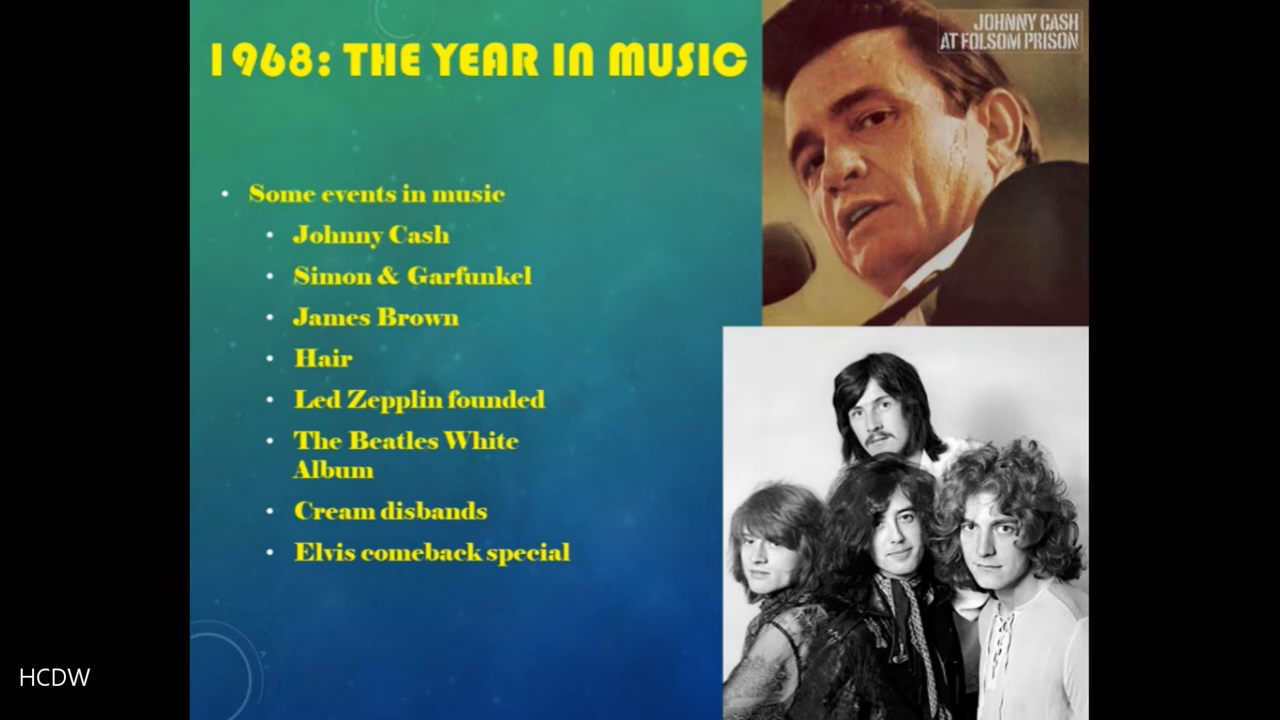 1968: THE YEAR IN MUSIC
JOHNNY CASH
AT FOLSOM PRISON
• Some events in music
• Johnny Cash
• Simon & Garfunkel
• James Brown
• Hair
• Led Zepplin founded
• The Beatles White
Album
• Cream disbands
• Elvis comeback special
HCDW